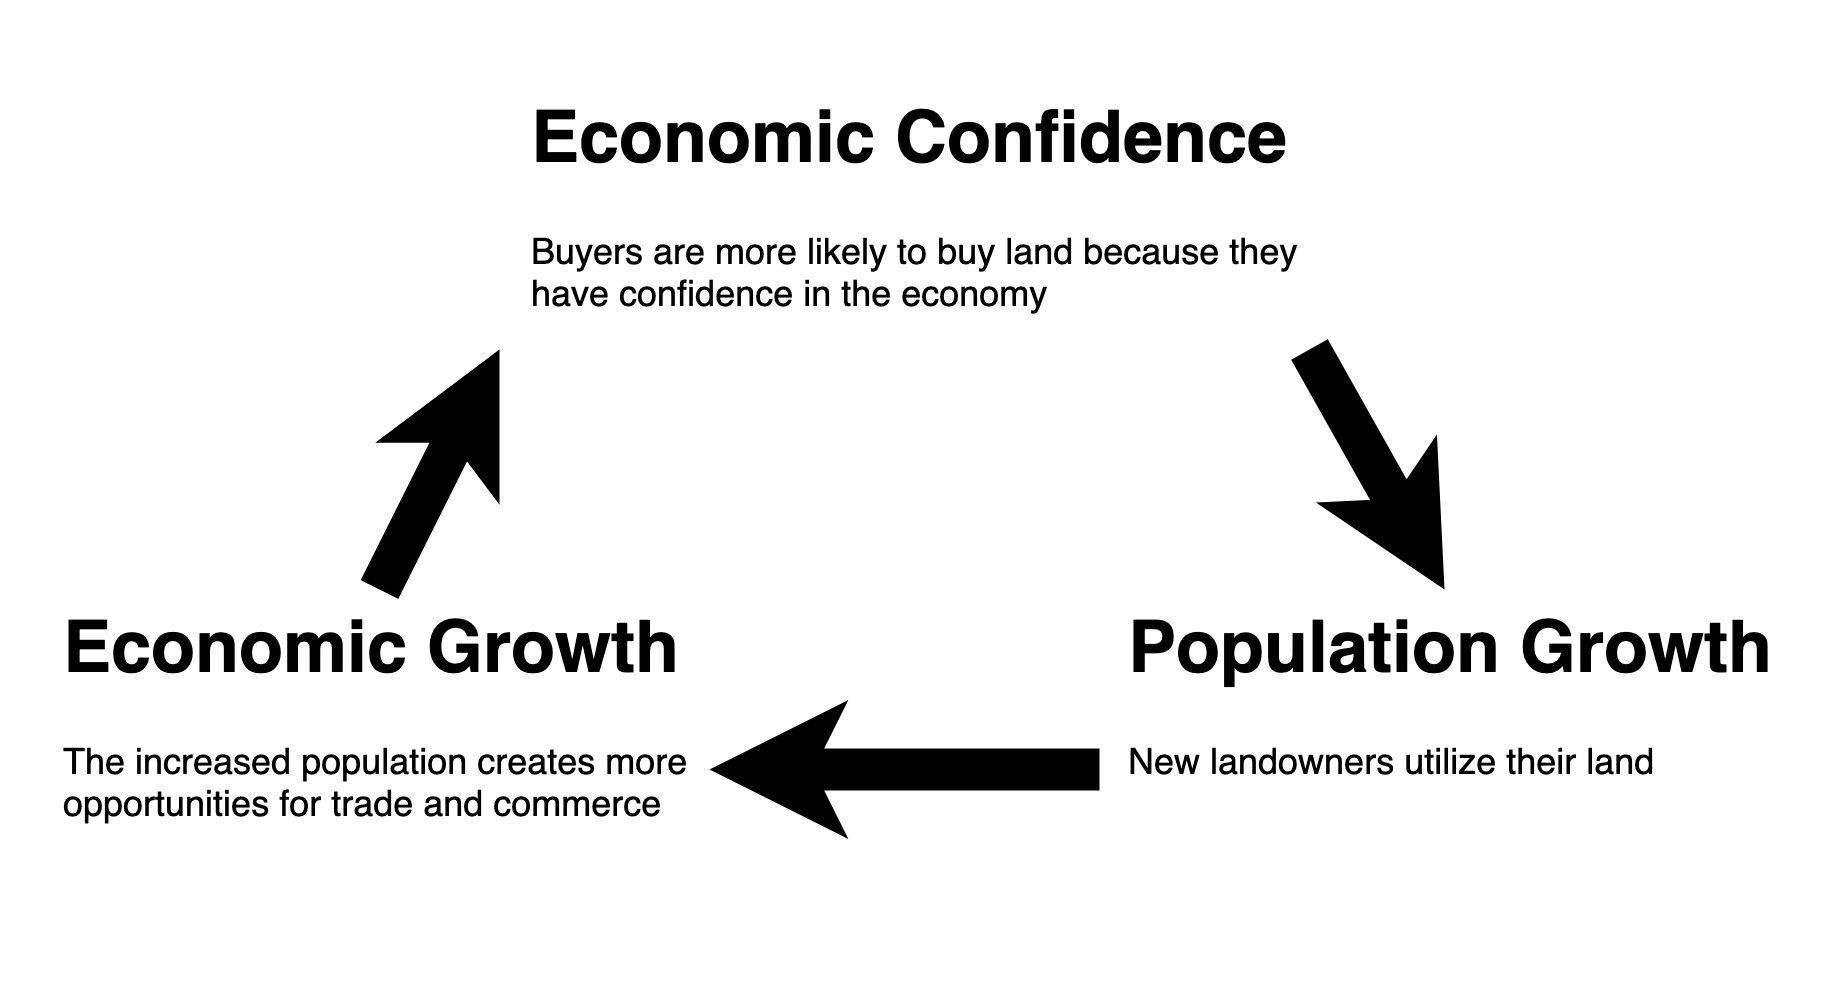 Economic Confidence
Buyers are more likely to buy land because they
have confidence in the economy
Economic Growth
The increased population creates more
opportunities for trade and commerce
Population Growth
New landowners utilize their land